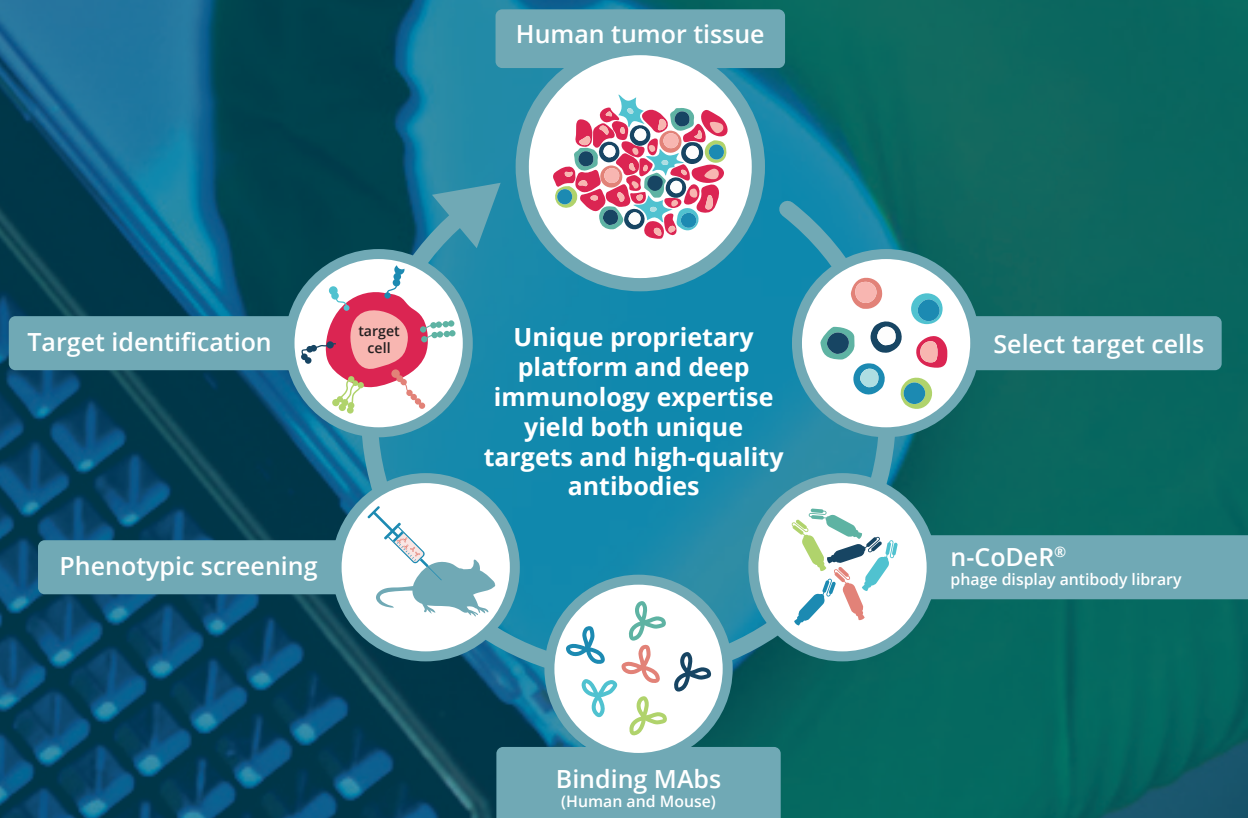 Human tumor tissue
Select target cells
n-CoDeR®
phage display antibody library
Binding MAbs
(Human and Mouse)
Phenotypic screening
Target identification
target
cell
Unique proprietary
platform and deep
immunology expertise
yield both unique
targets and high-quality
antibodies